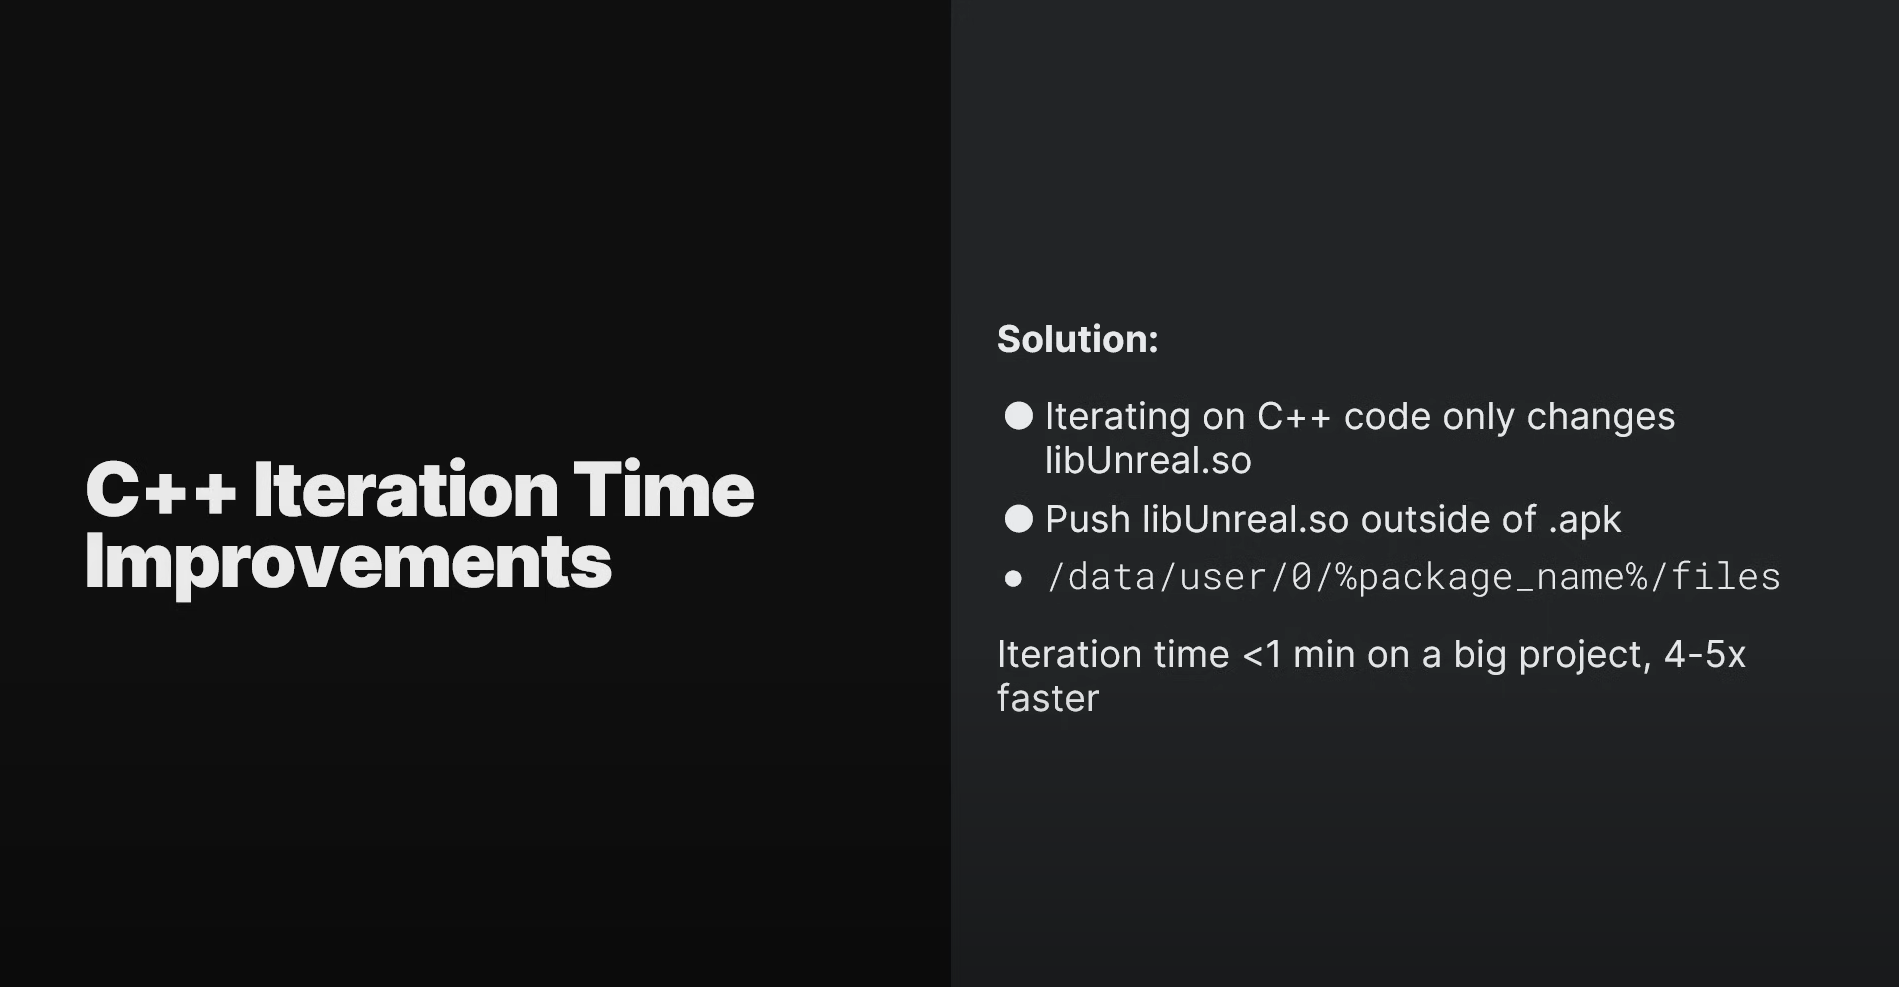 C++ Iteration Time
Improvements
Solution:
● Iterating on C++ code only changes
libUnreal.so
● Push libUnreal.so outside of .apk
● /data/user/0/%package_name%/files
Iteration time <1 min on a big project, 4-5x
faster